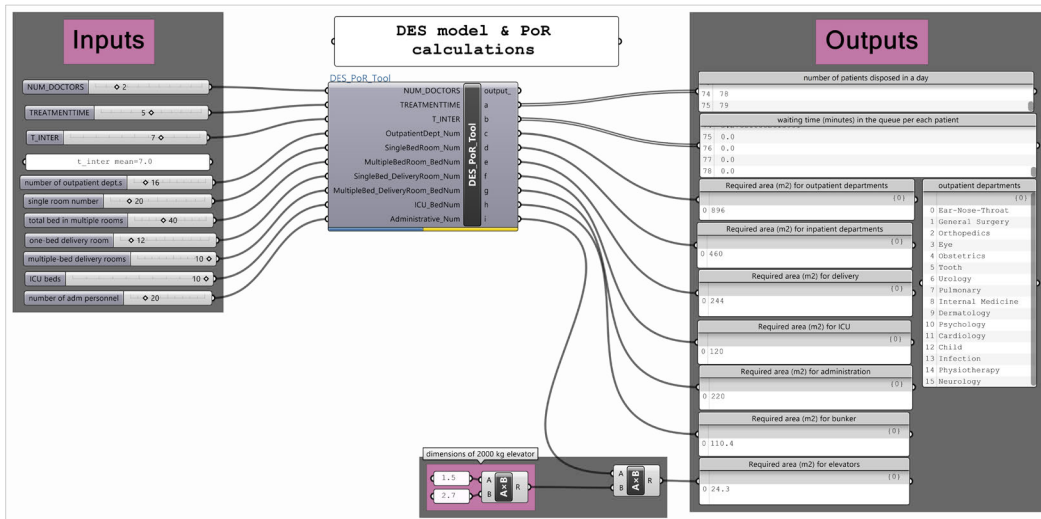 Inputs
NUM_DOCTORS 2
TREATMENTTIME 5
T_INTER 7
t_inter mean=7.0
number of outpatient dept.s 16
single room number 20
total bed in multiple rooms 40
one-bed delivery room 12
multiple-bed delivery rooms 10
ICU beds 10
number of adm personnel 20
DES model & PoR
calculations
DES_PoR_Tool
NUM_DOCTORS output_
TREATMENTTIME a
T_INTER b
OutpatientDept_Num c
SingleBedRoom_Num d
MultipleBedRoom_BedNum e
SingleBed_DeliveryRoom_Num f
MultipleBed_DeliveryRoom_BedNum g
ICU_BedNum h
Administrative_Num i
DES_PoR_Tool
dimensions of 2000 kg elevator
1.5
2.7
A
B
A×B
R
A
B
A×B
R
Outputs
number of patients disposed in a day
74 78
75 79
waiting time (minutes) in the queue per each patient
75 0.0
76 0.0
77 0.0
78 0.0
Required area (m2) for outpatient departments
{0}
0 896
Required area (m2) for inpatient departments
{0}
0 460
Required area (m2) for delivery
{0}
0 244
Required area (m2) for ICU
{0}
0 120
Required area (m2) for administration
{0}
0 220
Required area (m2) for bunker
{0}
0 110.4
Required area (m2) for elevators
{0}
0 24.3
outpatient departments
{0}
0 Ear-Nose-Throat
1 General Surgery
2 Orthopedics
3 Eye
4 Obstetrics
5 Tooth
6 Urology
7 Pulmonary
8 Internal Medicine
9 Dermatology
10 Psychology
11 Cardiology
12 Child
13 Infection
14 Physiotherapy
15 Neurology